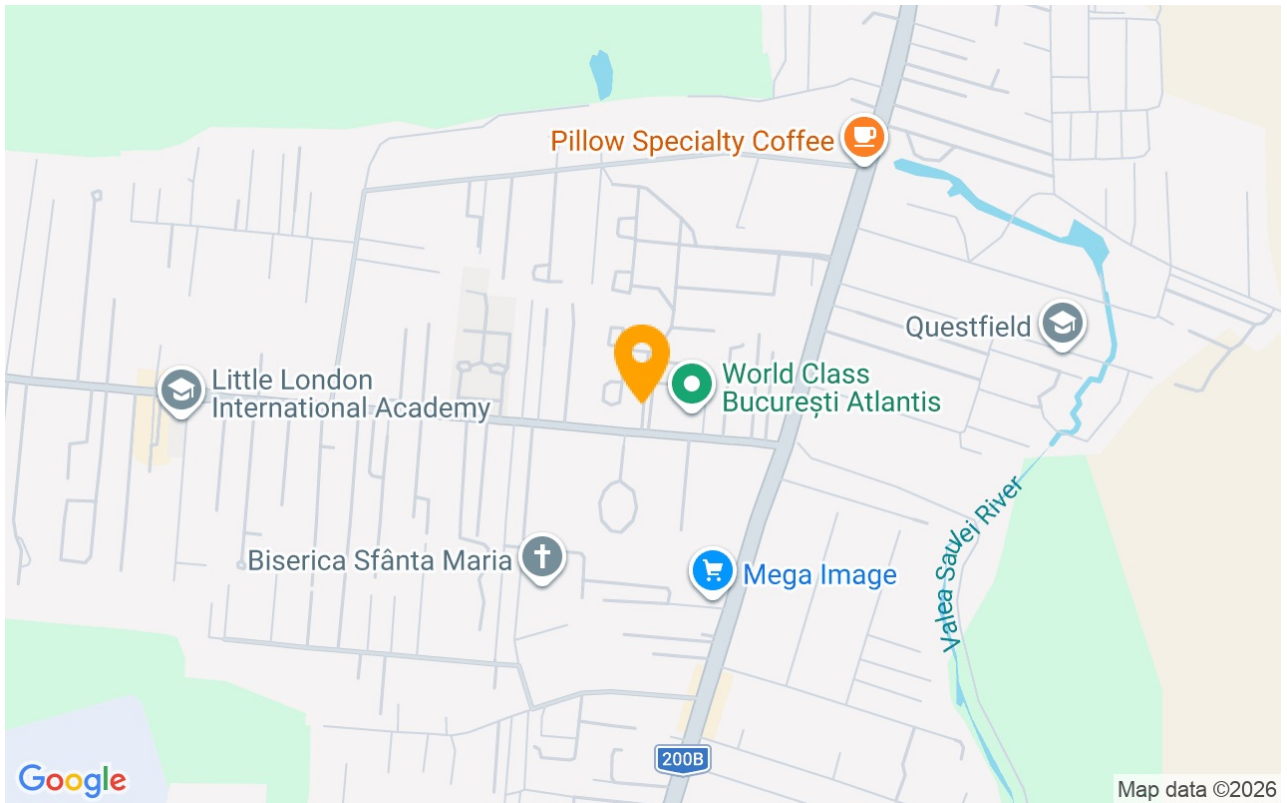 Pillow Specialty Coffee
Questfield
World Class
București Atlantis
Little London
International Academy
Valea Saulei River
Biserica Sfânta Maria
Mega Image
200B
Google
Map data ©2026